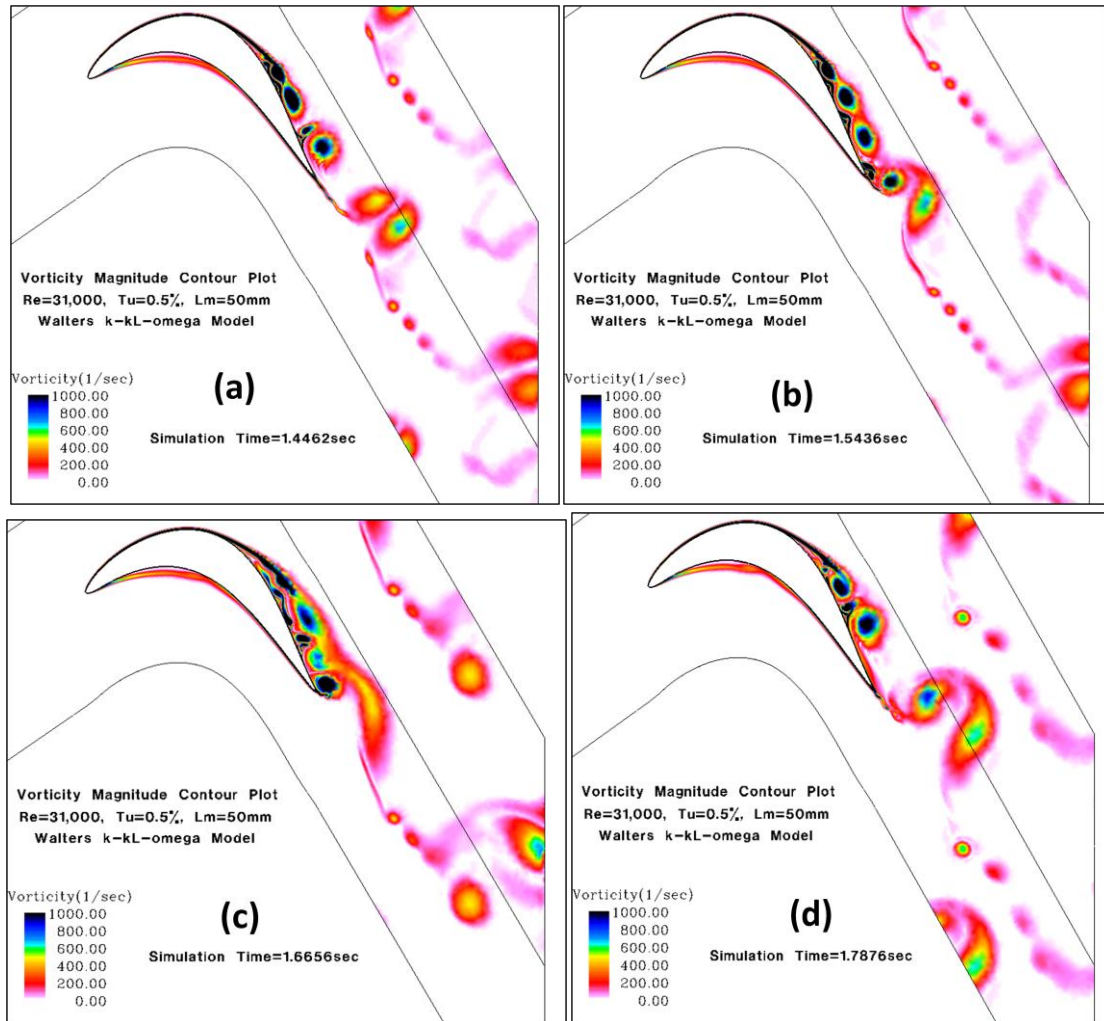 Vorticity Magnitude Contour Plot
Re=31,000, Tu=0.5%, Lm=50mm
Walters k-kL-omega Model
Vorticity(1/sec)
1000.00
800.00
600.00
400.00
200.00
0.00
(a)
Simulation Time=1.4462sec
Vorticity Magnitude Contour Plot
Re=31,000, Tu=0.5%, Lm=50mm
Walters k-kL-omega Model
Vorticity(1/sec)
1000.00
800.00
600.00
400.00
200.00
0.00
(b)
Simulation Time=1.5436sec
Vorticity Magnitude Contour Plot
Re=31,000, Tu=0.5%, Lm=50mm
Walters k-kL-omega Model
Vorticity(1/sec)
1000.00
800.00
600.00
400.00
200.00
0.00
(c)
Simulation Time=1.6656sec
Vorticity Magnitude Contour Plot
Re=31,000, Tu=0.5%, Lm=50mm
Walters k-kL-omega Model
Vorticity(1/sec)
1000.00
800.00
600.00
400.00
200.00
0.00
(d)
Simulation Time=1.7876sec